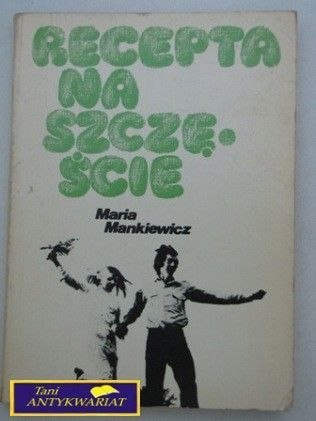 RECEPTA
NA
SZCZĘ-
ŚCIE
Maria
Mankiewicz
Tani
ANTYKWARIAT